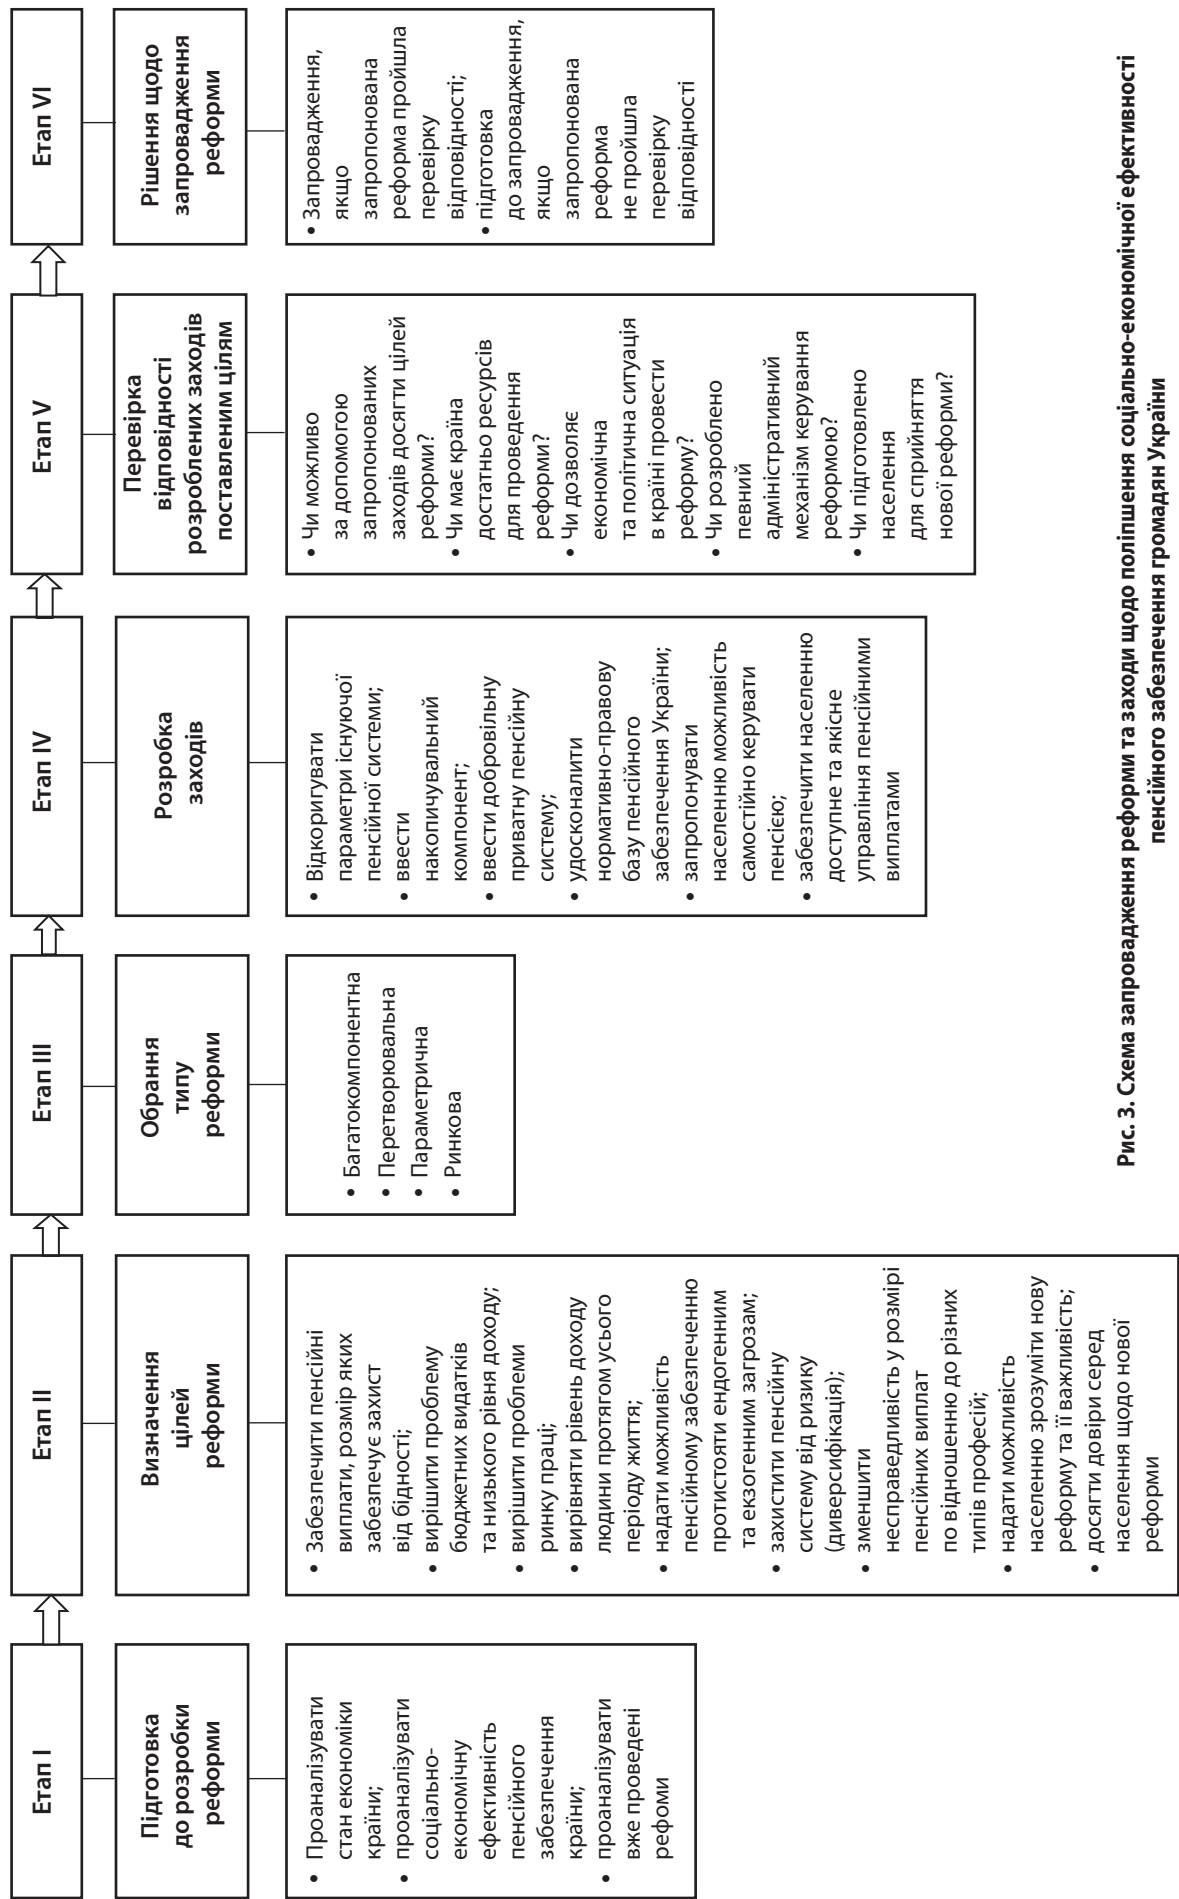 Етап I
Підготовка
до розробки
реформи
• Проаналізувати
стан економіки
країни;
• проаналізувати
соціально-
економічну
ефективність
пенсійного
забезпечення
країни;
• проаналізувати
вже проведені
рефоми
Етап II
Визначення
цілей
реформи
• Забезпечити пенсійні
виплати, розмір яких
забезпечує захист
від бідності;
• вирішити проблему
бюджетних видатків
та низького рівня доходу;
• вирішити проблеми
ринку праці;
• вирівняти рівень доходу
людини протягом усього
періоду життя;
• надати можливість
пенсійному забезпеченню
протистояти ендогенним
та екзогенним загрозам;
• захистити пенсійну
систему від ризику
(диверсифікація);
• зменшити
несправедливість у розмірі
пенсійних виплат
по відношенню до різних
типів професій;
• надати можливість
населенню зрозуміти нову
реформу та її важливість;
• досягти довіри серед
населення щодо нової
реформи
Етап III
Обрання
типу
реформи
• Багатокомпонентна
• Перетворювальна
• Параметрична
• Ринкова
Етап IV
Розробка
заходів
• Відкоригувати
параметри існуючої
пенсійної системи;
• ввести
накопичувальний
компонент;
• ввести добровільну
приватну пенсійну
систему;
• удосконалити
нормативно-правову
базу пенсійного
забезпечення України;
• запропонувати
населенню можливість
самостійно керувати
пенсією;
• забезпечити населенню
доступне та якісне
управління пенсійними
виплатами
Етап V
Перевірка
відповідності
розроблених заходів
поставленим цілям
• Чи можливо
за допомогою
запропонованих
заходів досягти цілей
реформи?
• Чи має країна
достатньо ресурсів
для проведення
реформи?
• Чи дозволяє
економічна
та політична ситуація
в країні провести
реформу?
• Чи розроблено
певний
адміністративний
механізм керування
реформою?
• Чи підготовлено
населення
для сприйняття
нової реформи?
Етап VI
Рішення щодо
запровадження
реформи
• Запровадження,
якщо
запропонована
реформа пройшла
перевірку
відповідності;
• підготовка
до запровадження,
якщо
запропонована
реформа
не пройшла
перевірку
відповідності
Рис. 3. Схема запровадження реформи та заходи щодо поліпшення соціально-економічної ефективності
пенсійного забезпечення громадян України